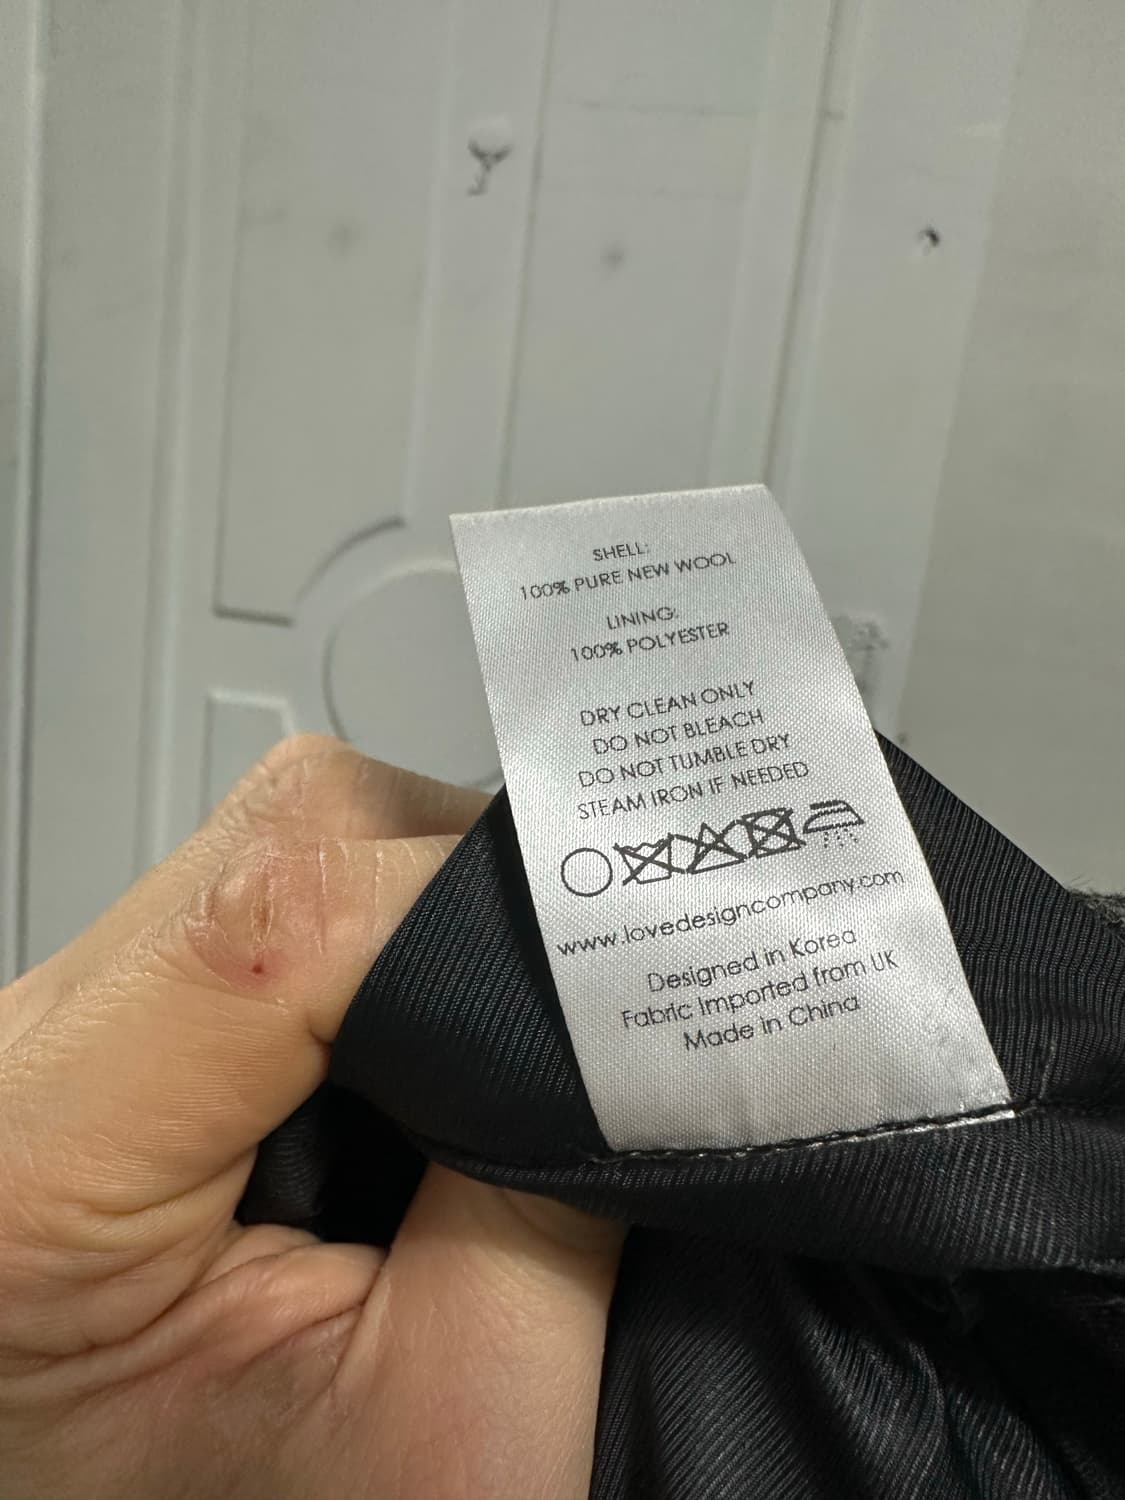 SHELL:
100% PURE NEW WOOL
LINING:
100% POLYESTER
DRY CLEAN ONLY
DO NOT BLEACH
DO NOT TUMBLE DRY
STEAM IRON IF NEEDED
www.lovedesigncompany.com
Designed in Korea
Fabric Imported from UK
Made in China